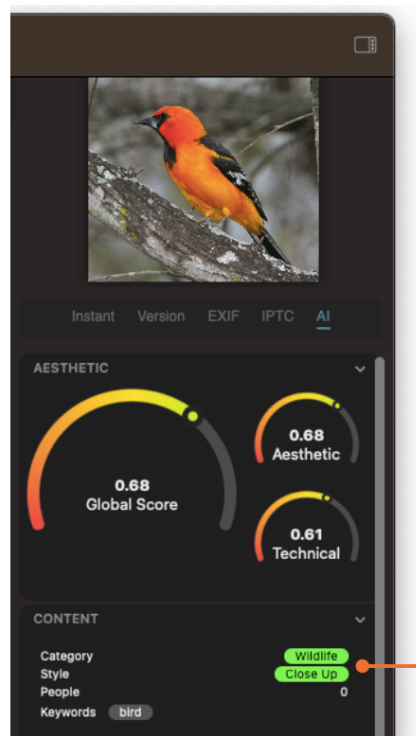 Instant Version EXIF IPTC AI
AESTHETIC
0.68
Global Score
0.68
Aesthetic
0.61
Technical
CONTENT
Category Wildlife
Style Close Up
People 0
Keywords bird